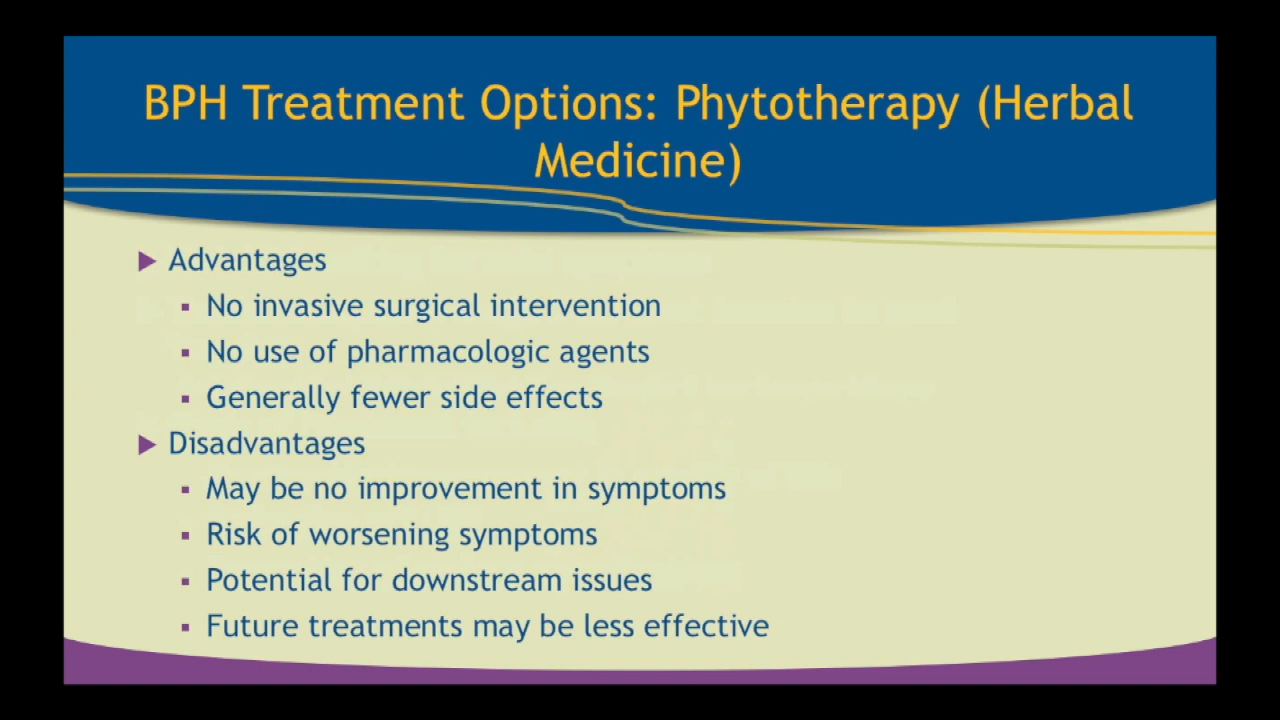 BPH Treatment Options: Phytotherapy (Herbal
Medicine)
Advantages
No invasive surgical intervention
No use of pharmacologic agents
Generally fewer side effects
Disadvantages
May be no improvement in symptoms
Risk of worsening symptoms
Potential for downstream issues
Future treatments may be less effective